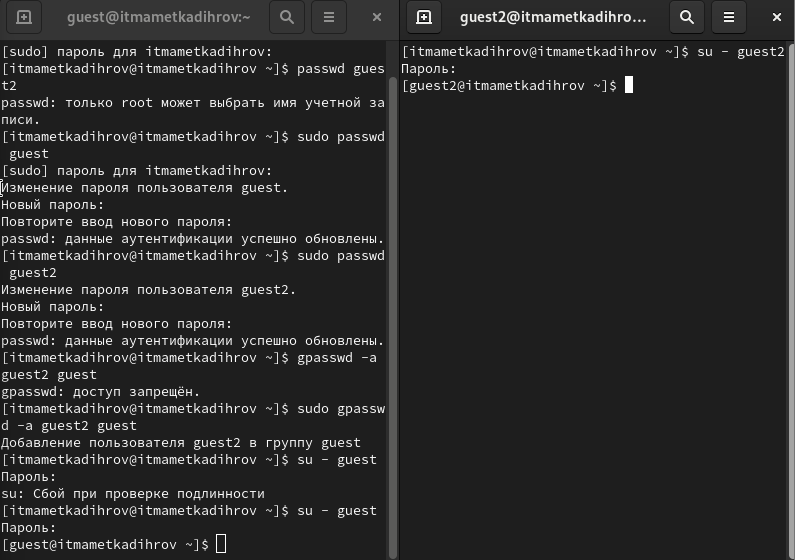 guest@itmametkadihrov:~
[sudo] пароль для itmametkadihrov:
[itmametkadihrov@itmametkadihrov ~]$ passwd gues
t2
passwd: только root может выбрать имя учетной за
писи.
[itmametkadihrov@itmametkadihrov ~]$ sudo passwd
 guest
[sudo] пароль для itmametkadihrov:
Изменение пароля пользователя guest.
Новый пароль:
Повторите ввод нового пароля:
passwd: данные аутентификации успешно обновлены.
[itmametkadihrov@itmametkadihrov ~]$ sudo passwd
 guest2
Изменение пароля пользователя guest2.
Новый пароль:
Повторите ввод нового пароля:
passwd: данные аутентификации успешно обновлены.
[itmametkadihrov@itmametkadihrov ~]$ gpasswd -a
guest2 guest
gpasswd: доступ запрещён.
[itmametkadihrov@itmametkadihrov ~]$ sudo gpassw
d -a guest2 guest
Добавление пользователя guest2 в группу guest
[itmametkadihrov@itmametkadihrov ~]$ su - guest
Пароль:
su: Сбой при проверке подлинности
[itmametkadihrov@itmametkadihrov ~]$ su - guest
Пароль:
[guest@itmametkadihrov ~]$
guest2@itmametkadihro...
[itmametkadihrov@itmametkadihrov ~]$ su - guest2
Пароль:
[guest2@itmametkadihrov ~]$